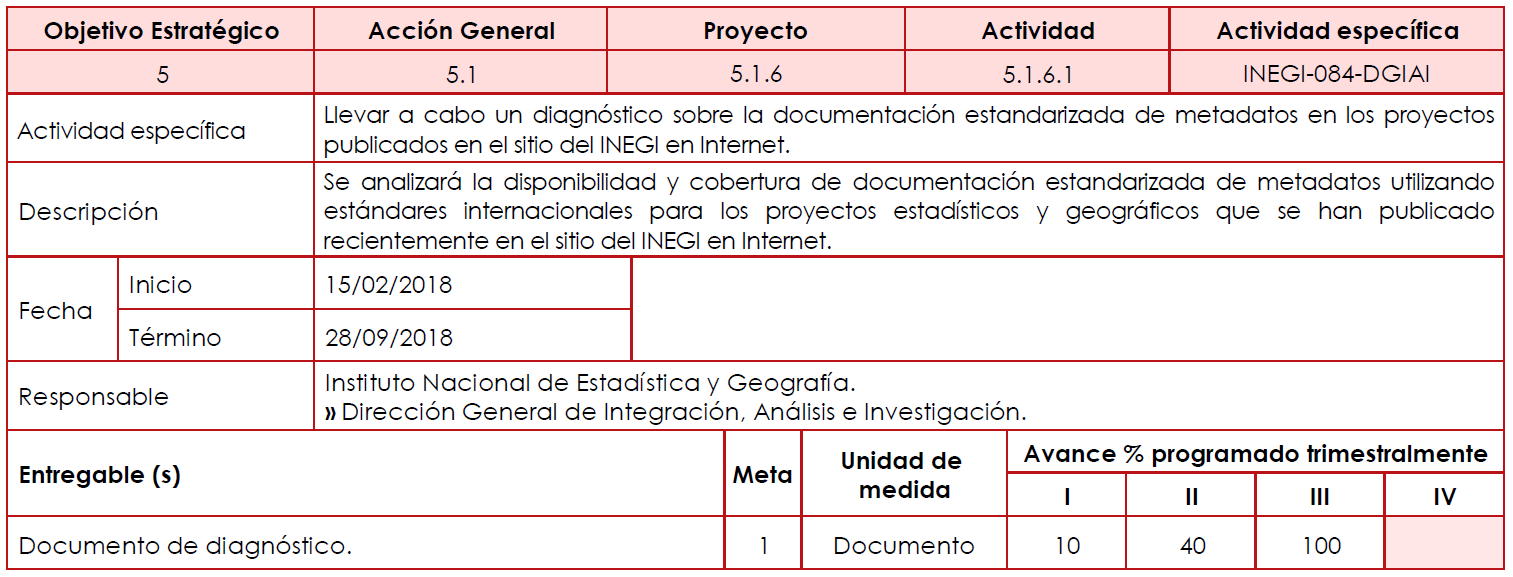 Objetivo Estratégico Acción General Proyecto Actividad Actividad específica
5 5.1 5.1.6 5.1.6.1 INEGI-084-DGIAI
Actividad específica
Llevar a cabo un diagnóstico sobre la documentación estandarizada de metadatos en los proyectos
publicados en el sitio del INEGI en Internet.
Descripción
Se analizará la disponibilidad y cobertura de documentación estandarizada de metadatos utilizando
estándares internacionales para los proyectos estadísticos y geográficos que se han publicado
recientemente en el sitio del INEGI en Internet.
Fecha
Inicio 15/02/2018
Término 28/09/2018
Responsable
Instituto Nacional de Estadística y Geografía.
» Dirección General de Integración, Análisis e Investigación.
Entregable (s) Meta
Unidad de
medida
Avance % programado trimestralmente
I II III IV
Documento de diagnóstico. 1 Documento 10 40 100